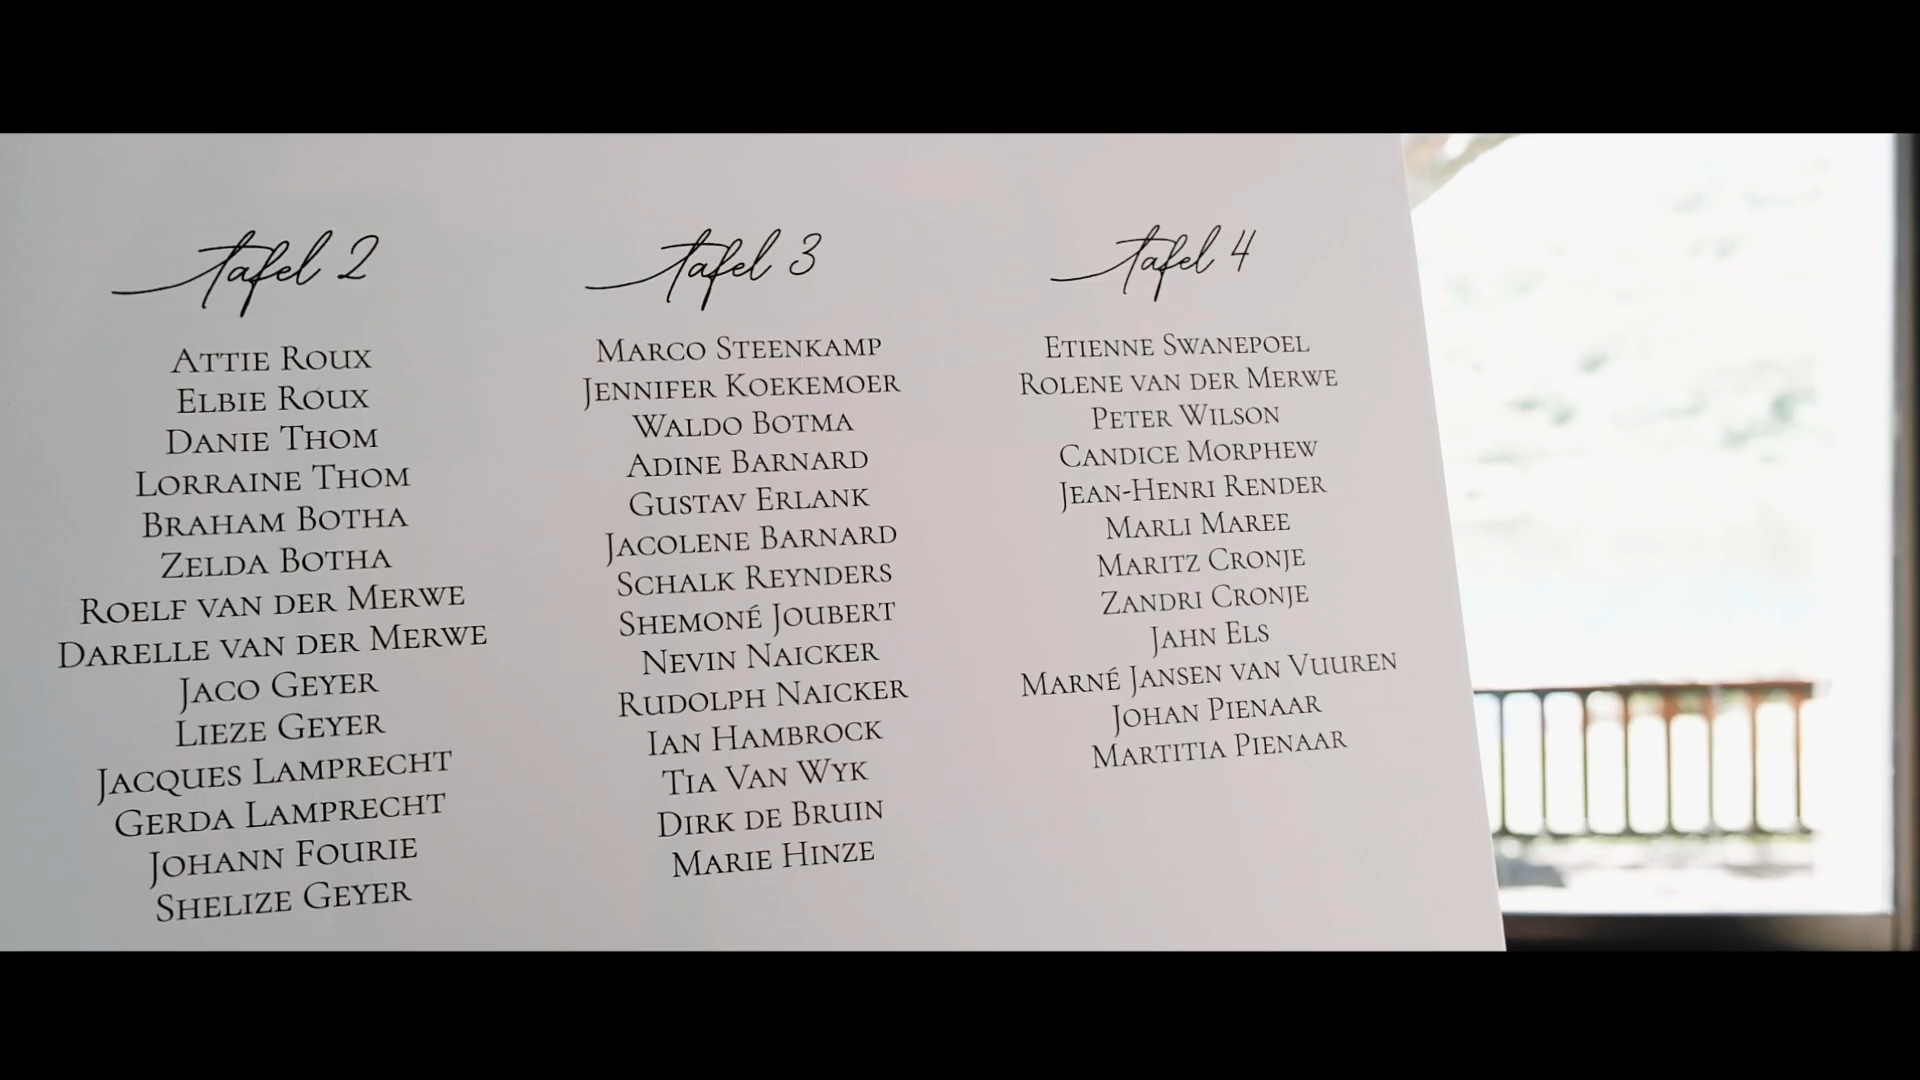 tafel 2
Attie Roux
Elbie Roux
Danie Thom
Lorraine Thom
Braham Botha
Zelda Botha
Roelf van der Merwe
Darelle van der Merwe
Jaco Geyer
Lieze Geyer
Jacques Lamprecht
Gerda Lamprecht
Johann Fourie
Shelize Geyer
tafel 3
Marco Steenkamp
Jennifer Koekemoer
Waldo Botma
Adine Barnard
Gustav Erlank
Jacolene Barnard
Schalk Reynders
Shemoné Joubert
Nevin Naicker
Rudolph Naicker
Ian Hambrock
Tia Van Wyk
Dirk de Bruin
Marie Hinze
tafel 4
Etienne Swanepoel
Rolene van der Merwe
Peter Wilson
Candice Morphew
Jean-Henri Render
Marli Maree
Maritz Cronje
Zandri Cronje
Jahn Els
Marné Jansen van Vuuren
Johan Pienaar
Martitia Pienaar